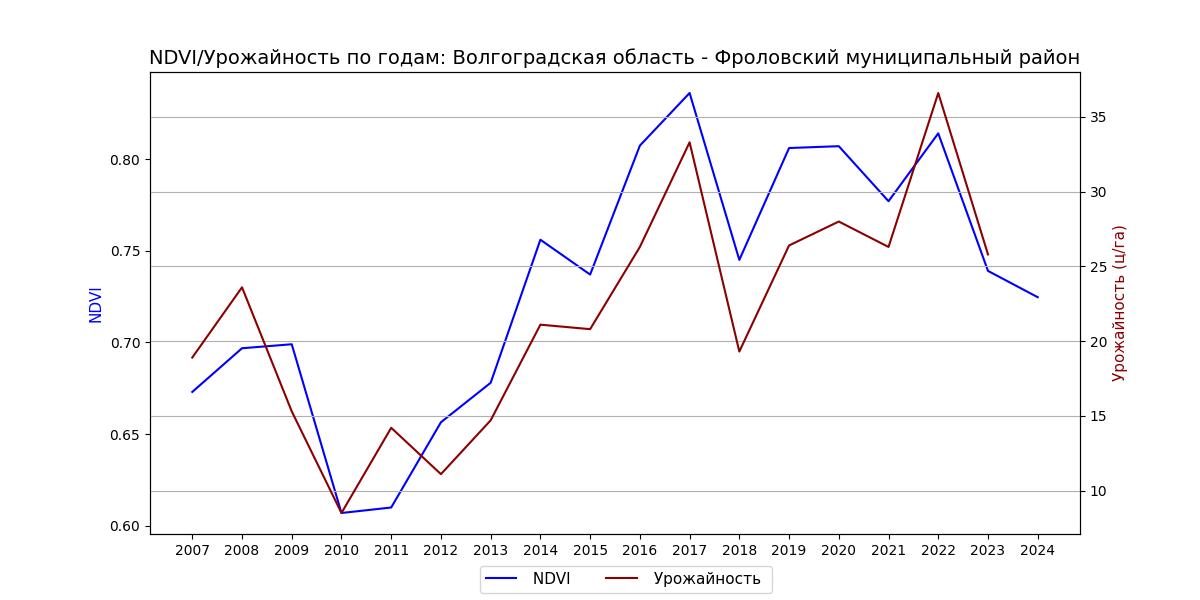 NDVI/Урожайность по годам: Волгоградская область - Фроловский муниципальный район
0.80
0.75
0.70
0.65
0.60
NDVI
35
30
25
20
15
10
Урожайность (ц/га)
2007 2008 2009 2010 2011 2012 2013 2014 2015 2016 2017 2018 2019 2020 2021 2022 2023 2024
NDVI Урожайность